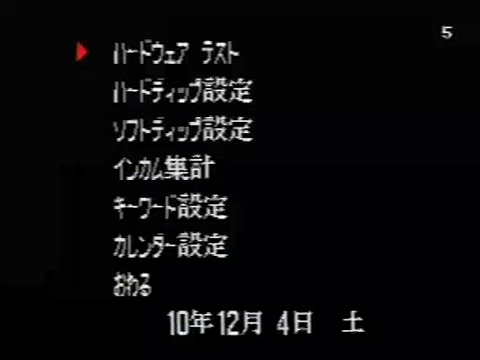 5
ハードウェア テスト
ハードディップ設定
ソフトディップ設定
インカム集計
キーワード設定
カレンダー設定
おわる
10年12月 4日 土